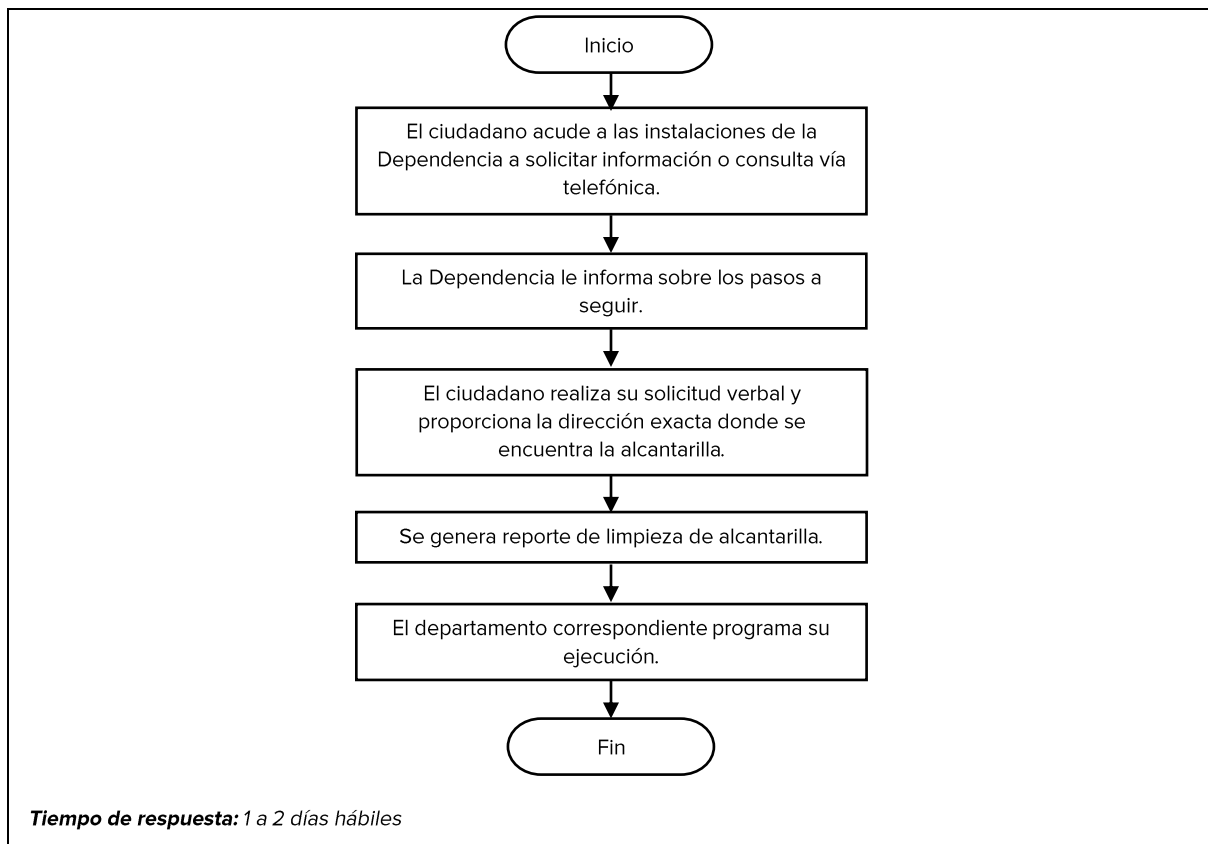 Inicio
El ciudadano acude a las instalaciones de la
Dependencia a solicitar información o consulta vía
telefónica.
La Dependencia le informa sobre los pasos a
seguir.
El ciudadano realiza su solicitud verbal y
proporciona la dirección exacta donde se
encuentra la alcantarilla.
Se genera reporte de limpieza de alcantarilla.
El departamento correspondiente programa su
ejecución.
Fin
Tiempo de respuesta: 1 a 2 días hábiles